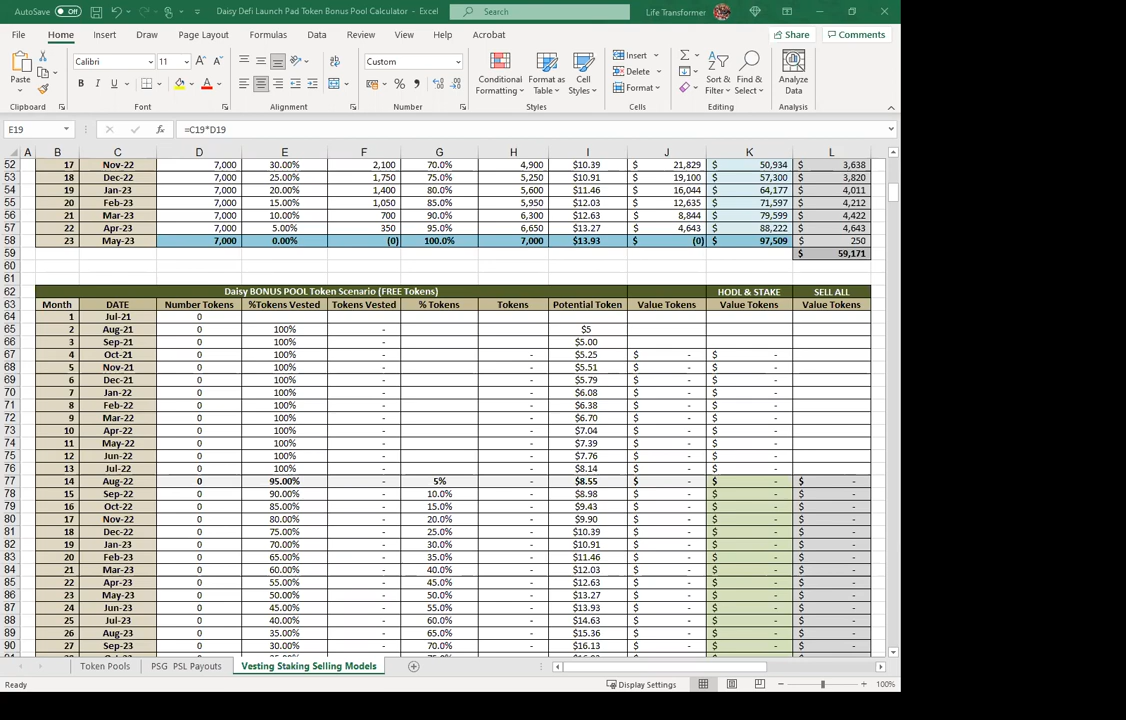 AutoSave Off Daisy Defi Launch Pad Token Bonus Pool Calculator - Excel Search Life Transformer
File Home Insert Draw Page Layout Formulas Data Review View Help Acrobat Share Comments
Paste Calibri 11 B I U Custom $ % Conditional Formatting Format as Table Cell Styles Insert Delete Format Sort & Filter Find & Select Analyze Data
Clipboard Font Alignment Number Styles Cells Editing Analysis
E19 fx =C19*D19
A B C D E F G H I J K L
52 17 Nov-22 7,000 30.00% 2,100 70.0% 4,900 $10.39 $ 21,829 50,934 $ 3,638
53 18 Dec-22 7,000 25.00% 1,750 75.0% 5,250 $10.91 $ 19,100 $ 57,300 $ 3,820
54 19 Jan-23 7,000 20.00% 1,400 80.0% 5,600 $11.46 $ 16,044 $ 64,177 $ 4,011
55 20 Feb-23 7,000 15.00% 1,050 85.0% 5,950 $12.03 $ 12,635 $ 71,597 $ 4,212
56 21 Mar-23 7,000 10.00% 700 90.0% 6,300 $12.63 $ 8,844 $ 79,599 $ 4,422
57 22 Apr-23 7,000 5.00% 350 95.0% 6,650 $13.27 $ 4,643 $ 88,222 $ 4,643
58 23 May-23 7,000 0.00% (0) 100.0% 7,000 $13.93 $ (0) $ 97,509 $ 250
59 $ 59,171
60
61
62 Daisy BONUS POOL Token Scenario (FREE Tokens) HODL & STAKE SELL ALL
63 Month DATE Number Tokens %Tokens Vested Tokens Vested % Tokens Tokens Potential Token Value Tokens Value Tokens Value Tokens
64 1 Jul-21 0
65 2 Aug-21 0 100% - $5
66 3 Sep-21 0 100% - $5.00
67 4 Oct-21 0 100% - - $5.25 $ - $ -
68 5 Nov-21 0 100% - - $5.51 $ - $ -
69 6 Dec-21 0 100% - - $5.79 $ - $ -
70 7 Jan-22 0 100% - - $6.08 $ - $ -
71 8 Feb-22 0 100% - - $6.38 $ - $ -
72 9 Mar-22 0 100% - - $6.70 $ - $ -
73 10 Apr-22 0 100% - - $7.04 $ - $ -
74 11 May-22 0 100% - - $7.39 $ - $ -
75 12 Jun-22 0 100% - - $7.76 $ - $ -
76 13 Jul-22 0 100% - - $8.14 $ - $ -
77 14 Aug-22 0 95.00% - 5% - $8.55 $ - $ - $ -
78 15 Sep-22 0 90.00% - 10.0% - $8.98 $ - $ - $ -
79 16 Oct-22 0 85.00% - 15.0% - $9.43 $ - $ - $ -
80 17 Nov-22 0 80.00% - 20.0% - $9.90 $ - $ - $ -
81 18 Dec-22 0 75.00% - 25.0% - $10.39 $ - $ - $ -
82 19 Jan-23 0 70.00% - 30.0% - $10.91 $ - $ - $ -
83 20 Feb-23 0 65.00% - 35.0% - $11.46 $ - $ - $ -
84 21 Mar-23 0 60.00% - 40.0% - $12.03 $ - $ - $ -
85 22 Apr-23 0 55.00% - 45.0% - $12.63 $ - $ - $ -
86 23 May-23 0 50.00% - 50.0% - $13.27 $ - $ - $ -
87 24 Jun-23 0 45.00% - 55.0% - $13.93 $ - $ - $ -
88 25 Jul-23 0 40.00% - 60.0% - $14.63 $ - $ - $ -
89 26 Aug-23 0 35.00% - 65.0% - $15.36 $ - $ - $ -
90 27 Sep-23 0 30.00% - 70.0% - $16.13 $ - $ - $ -
Token Pools PSG PSL Payouts Vesting Staking Selling Models
Ready Display Settings 100%